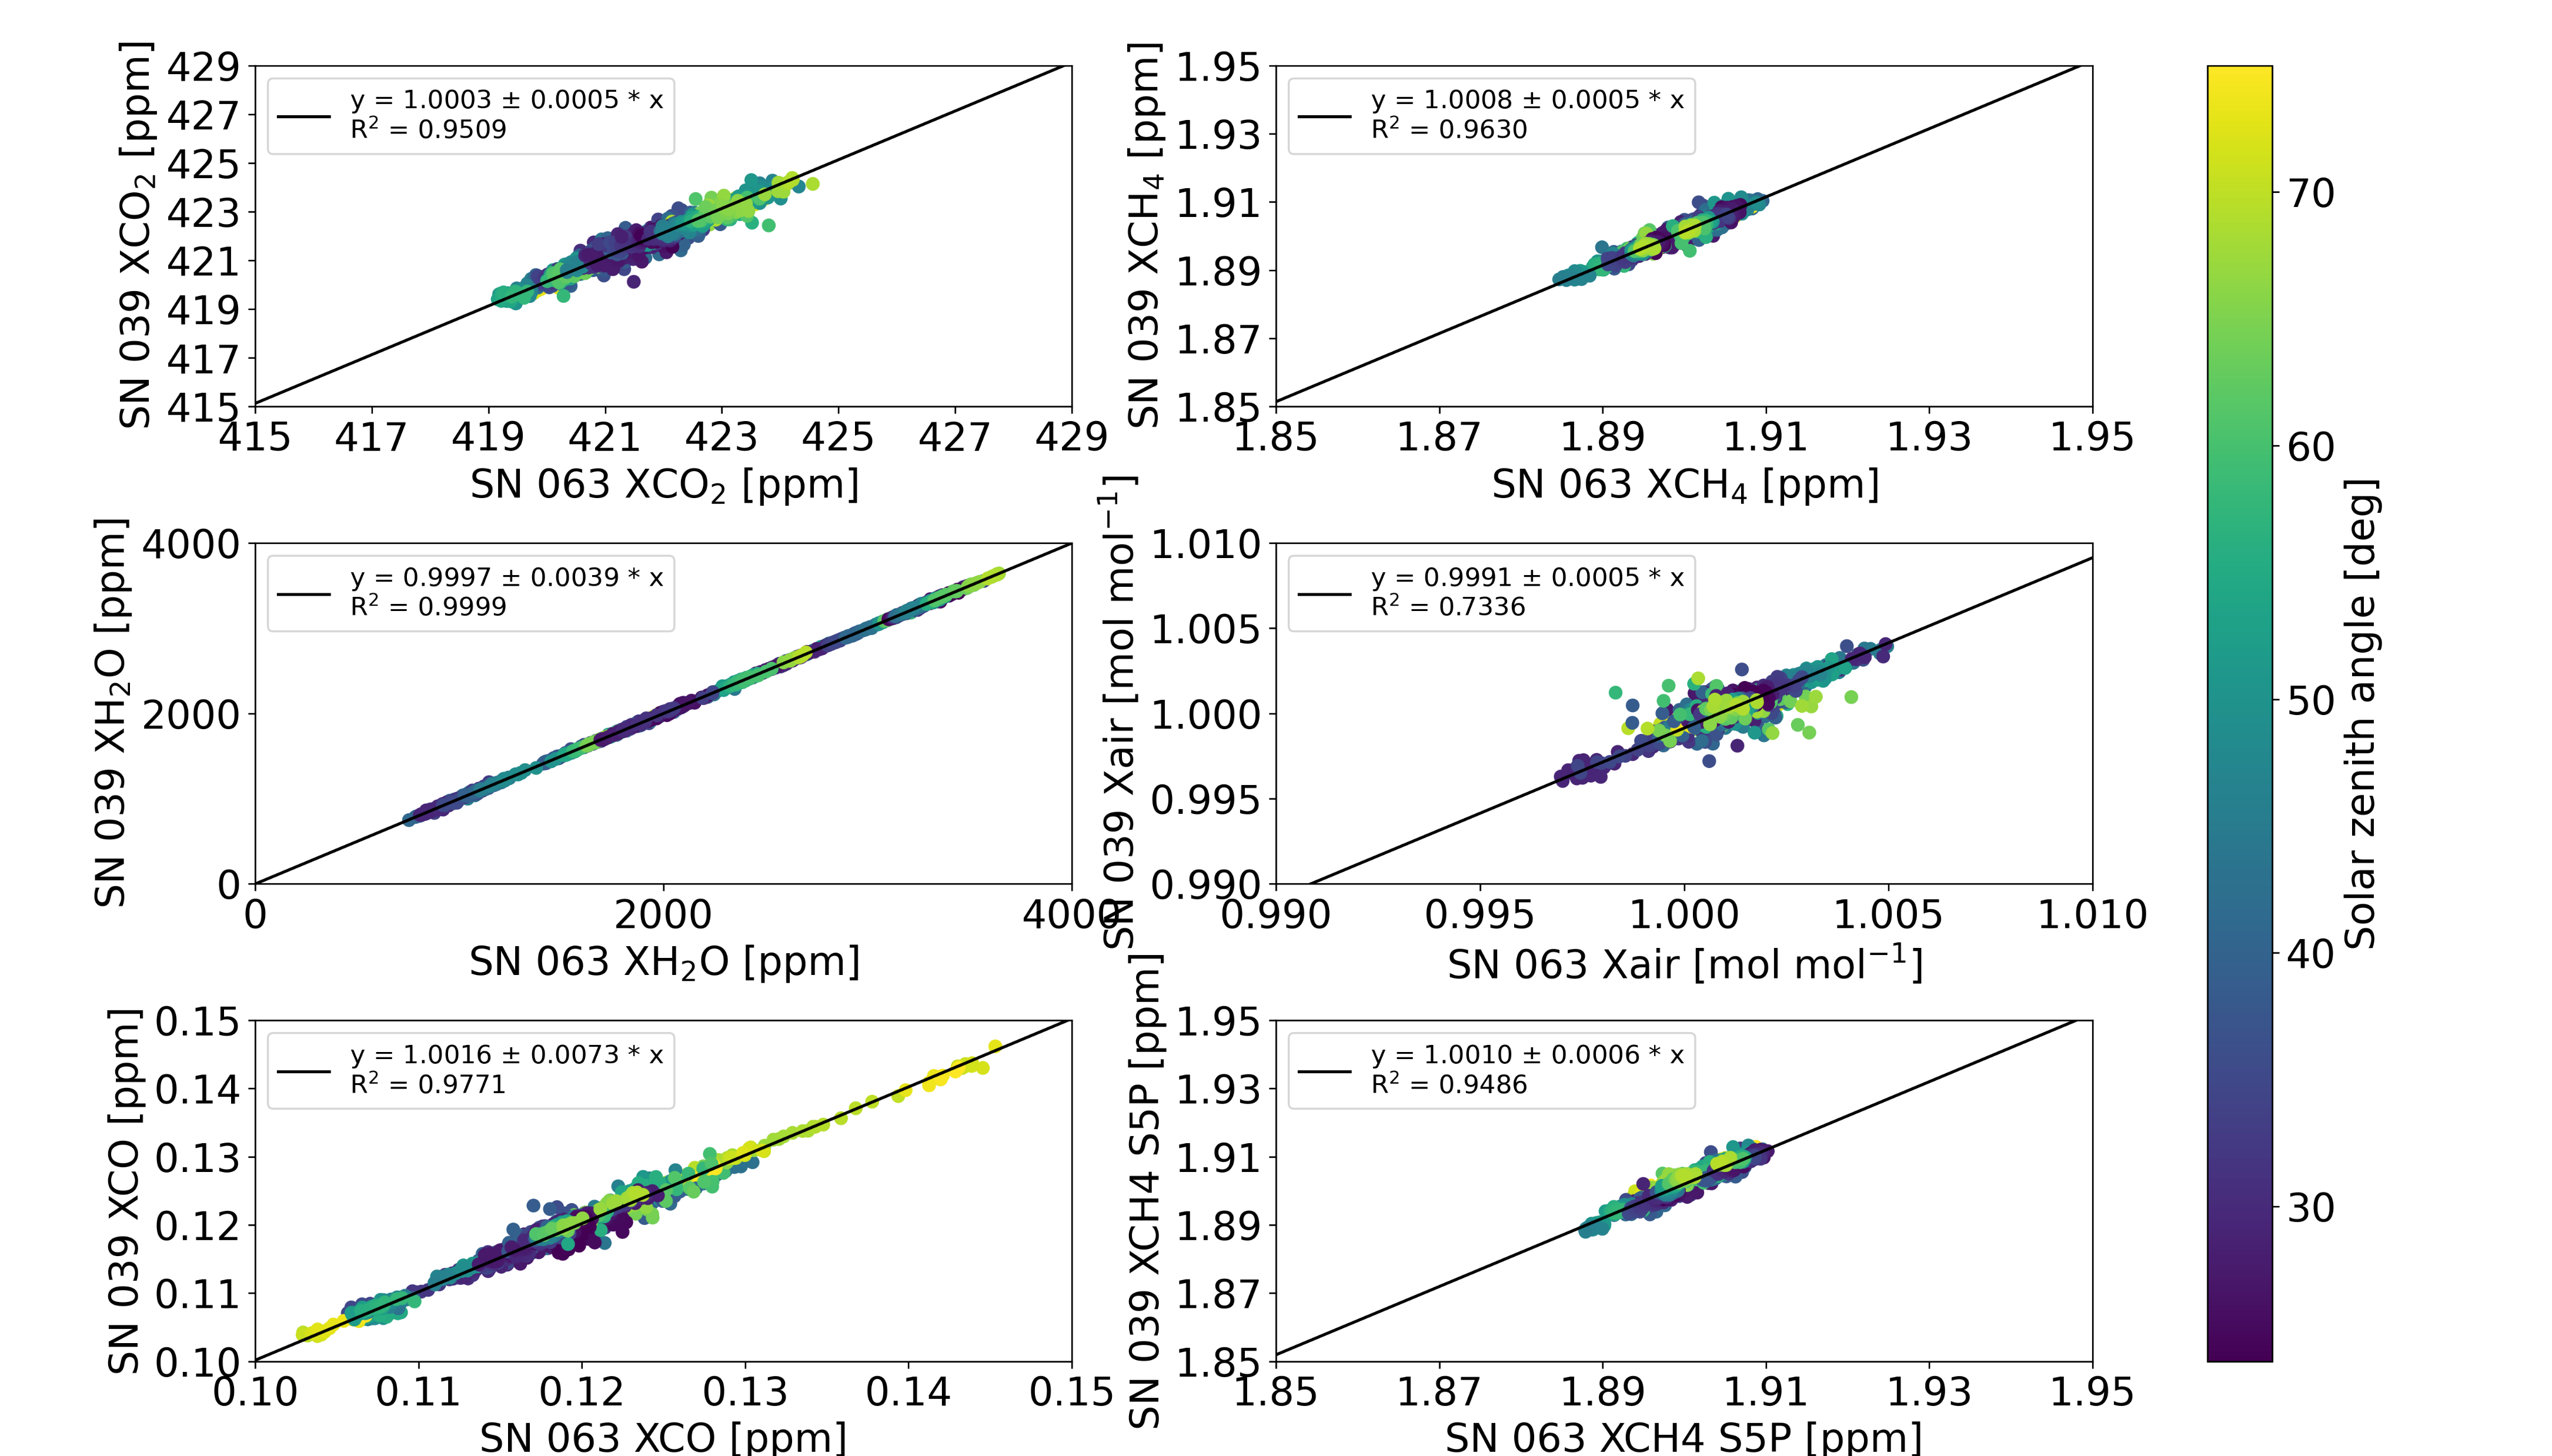 SN 039 XCO₂ [ppm]
429
427
425
423
421
419
417
415
y = 1.0003 ± 0.0005 * x
R² = 0.9509
415 417 419 421 423 425 427 429
SN 063 XCO₂ [ppm]
SN 039 XCH₄ [ppm]
1.95
1.93
1.91
1.89
1.87
1.85
y = 1.0008 ± 0.0005 * x
R² = 0.9630
1.85 1.87 1.89 1.91 1.93 1.95
SN 063 XCH₄ [ppm]
SN 039 XH₂O [ppm]
4000
2000
0
y = 0.9997 ± 0.0039 * x
R² = 0.9999
0 2000 4000
SN 063 XH₂O [ppm]
SN 039 Xair [mol mol⁻¹]
1.010
1.005
1.000
0.995
0.990
y = 0.9991 ± 0.0005 * x
R² = 0.7336
0.990 0.995 1.000 1.005 1.010
SN 063 Xair [mol mol⁻¹]
SN 039 XCO [ppm]
0.15
0.14
0.13
0.12
0.11
0.10
y = 1.0016 ± 0.0073 * x
R² = 0.9771
0.10 0.11 0.12 0.13 0.14 0.15
SN 063 XCO [ppm]
SN 039 XCH4 S5P [ppm]
1.95
1.93
1.91
1.89
1.87
1.85
y = 1.0010 ± 0.0006 * x
R² = 0.9486
1.85 1.87 1.89 1.91 1.93 1.95
SN 063 XCH4 S5P [ppm]
70
60
50
40
30
Solar zenith angle [deg]